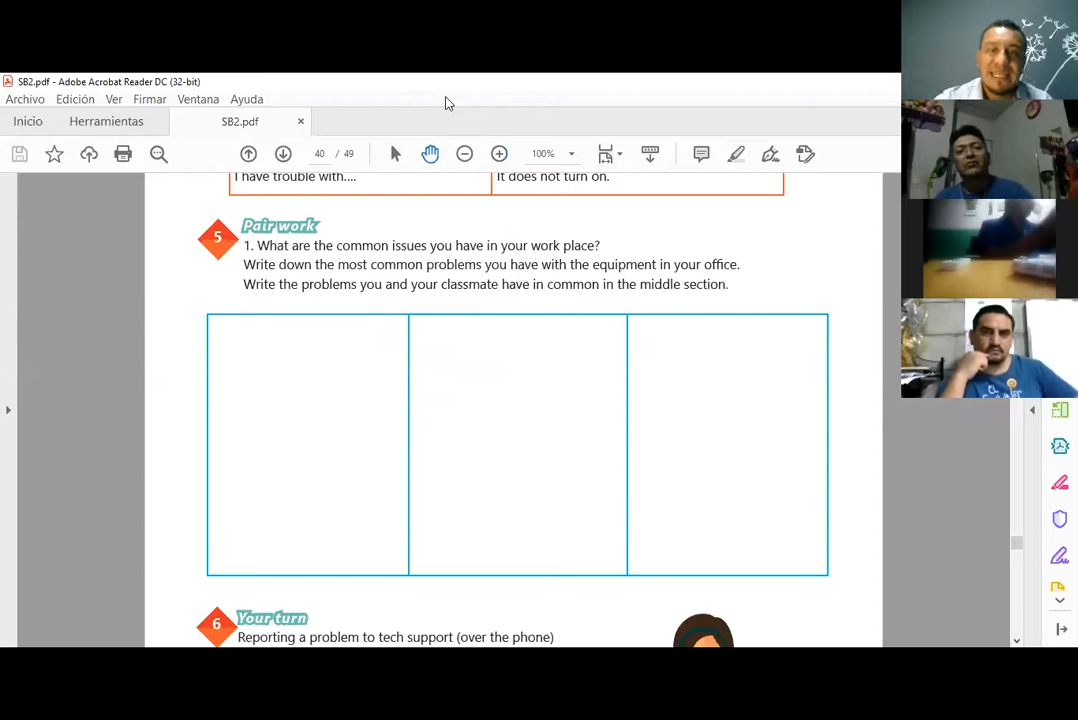 SB2.pdf - Adobe Acrobat Reader DC (32-bit)
Archivo Edición Ver Firmar Ventana Ayuda
Inicio Herramientas SB2.pdf ×
40 / 49 100%
I have trouble with.... It does not turn on.
5 Pair work
1. What are the common issues you have in your work place?
Write down the most common problems you have with the equipment in your office.
Write the problems you and your classmate have in common in the middle section.
6 Your turn
Reporting a problem to tech support (over the phone)